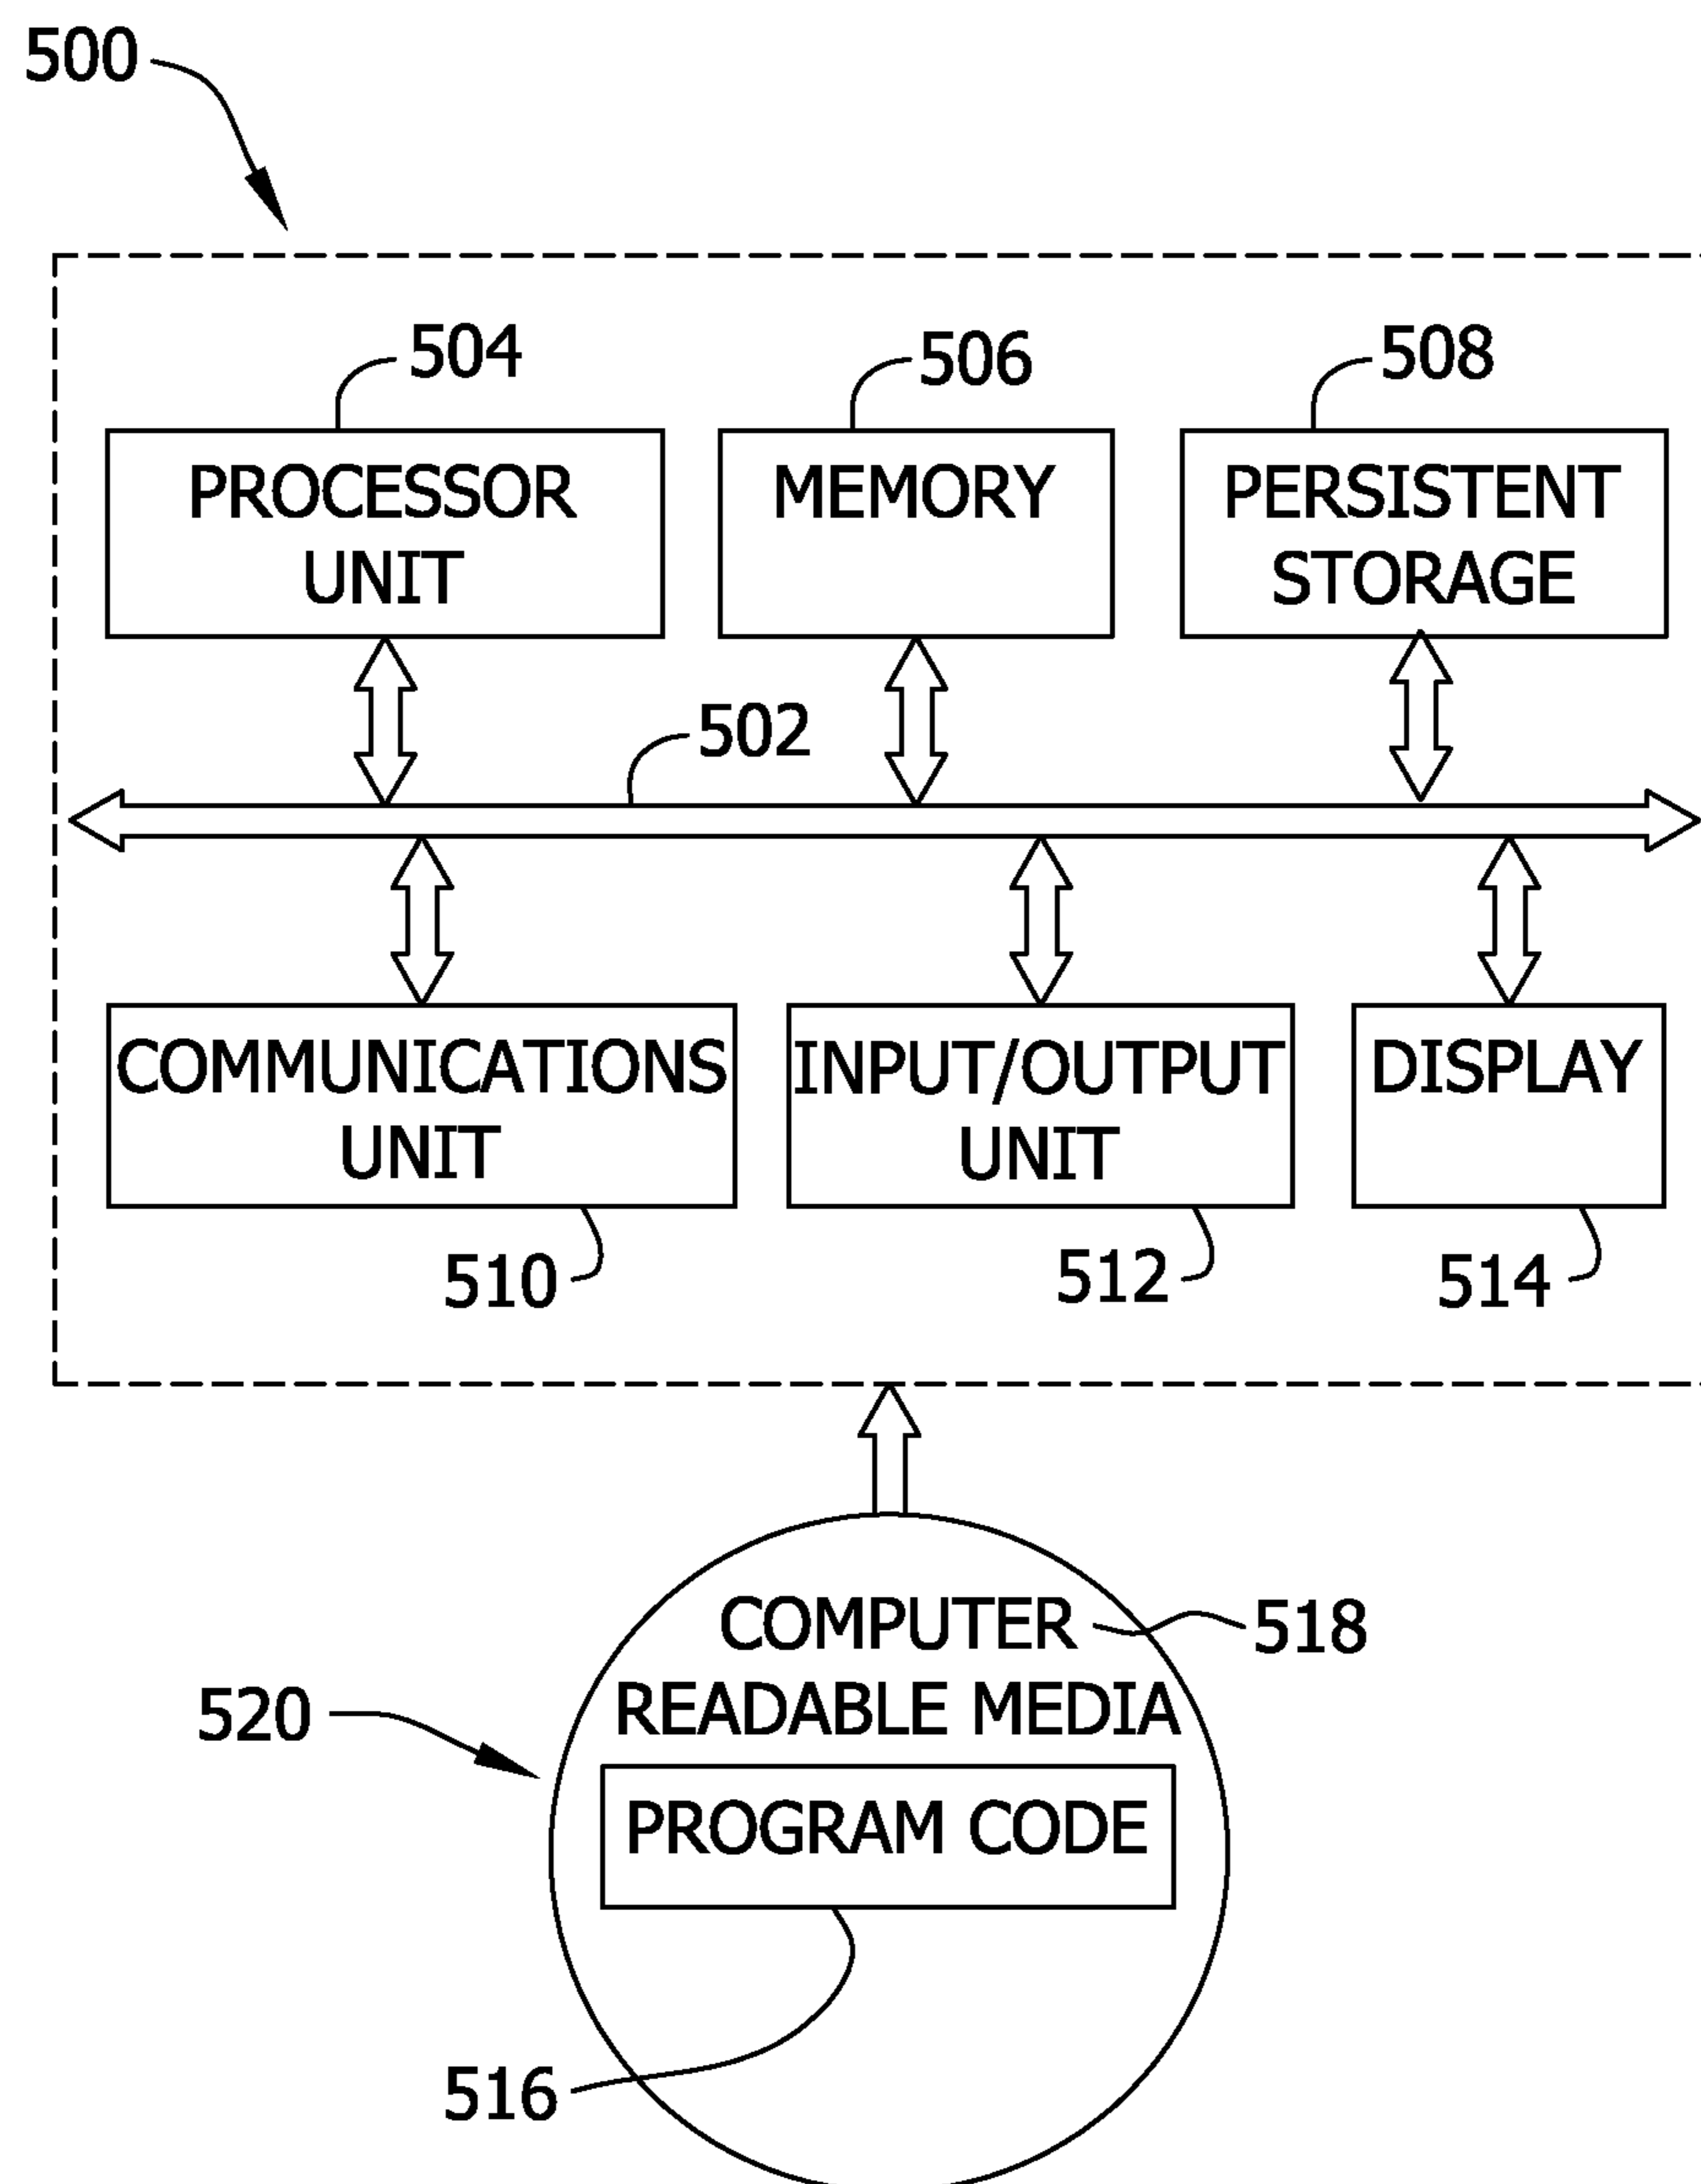 500
504
506
508
PROCESSOR
UNIT
MEMORY
PERSISTENT
STORAGE
502
COMMUNICATIONS
UNIT
INPUT/OUTPUT
UNIT
DISPLAY
510
512
514
COMPUTER
READABLE MEDIA
518
520
PROGRAM CODE
516